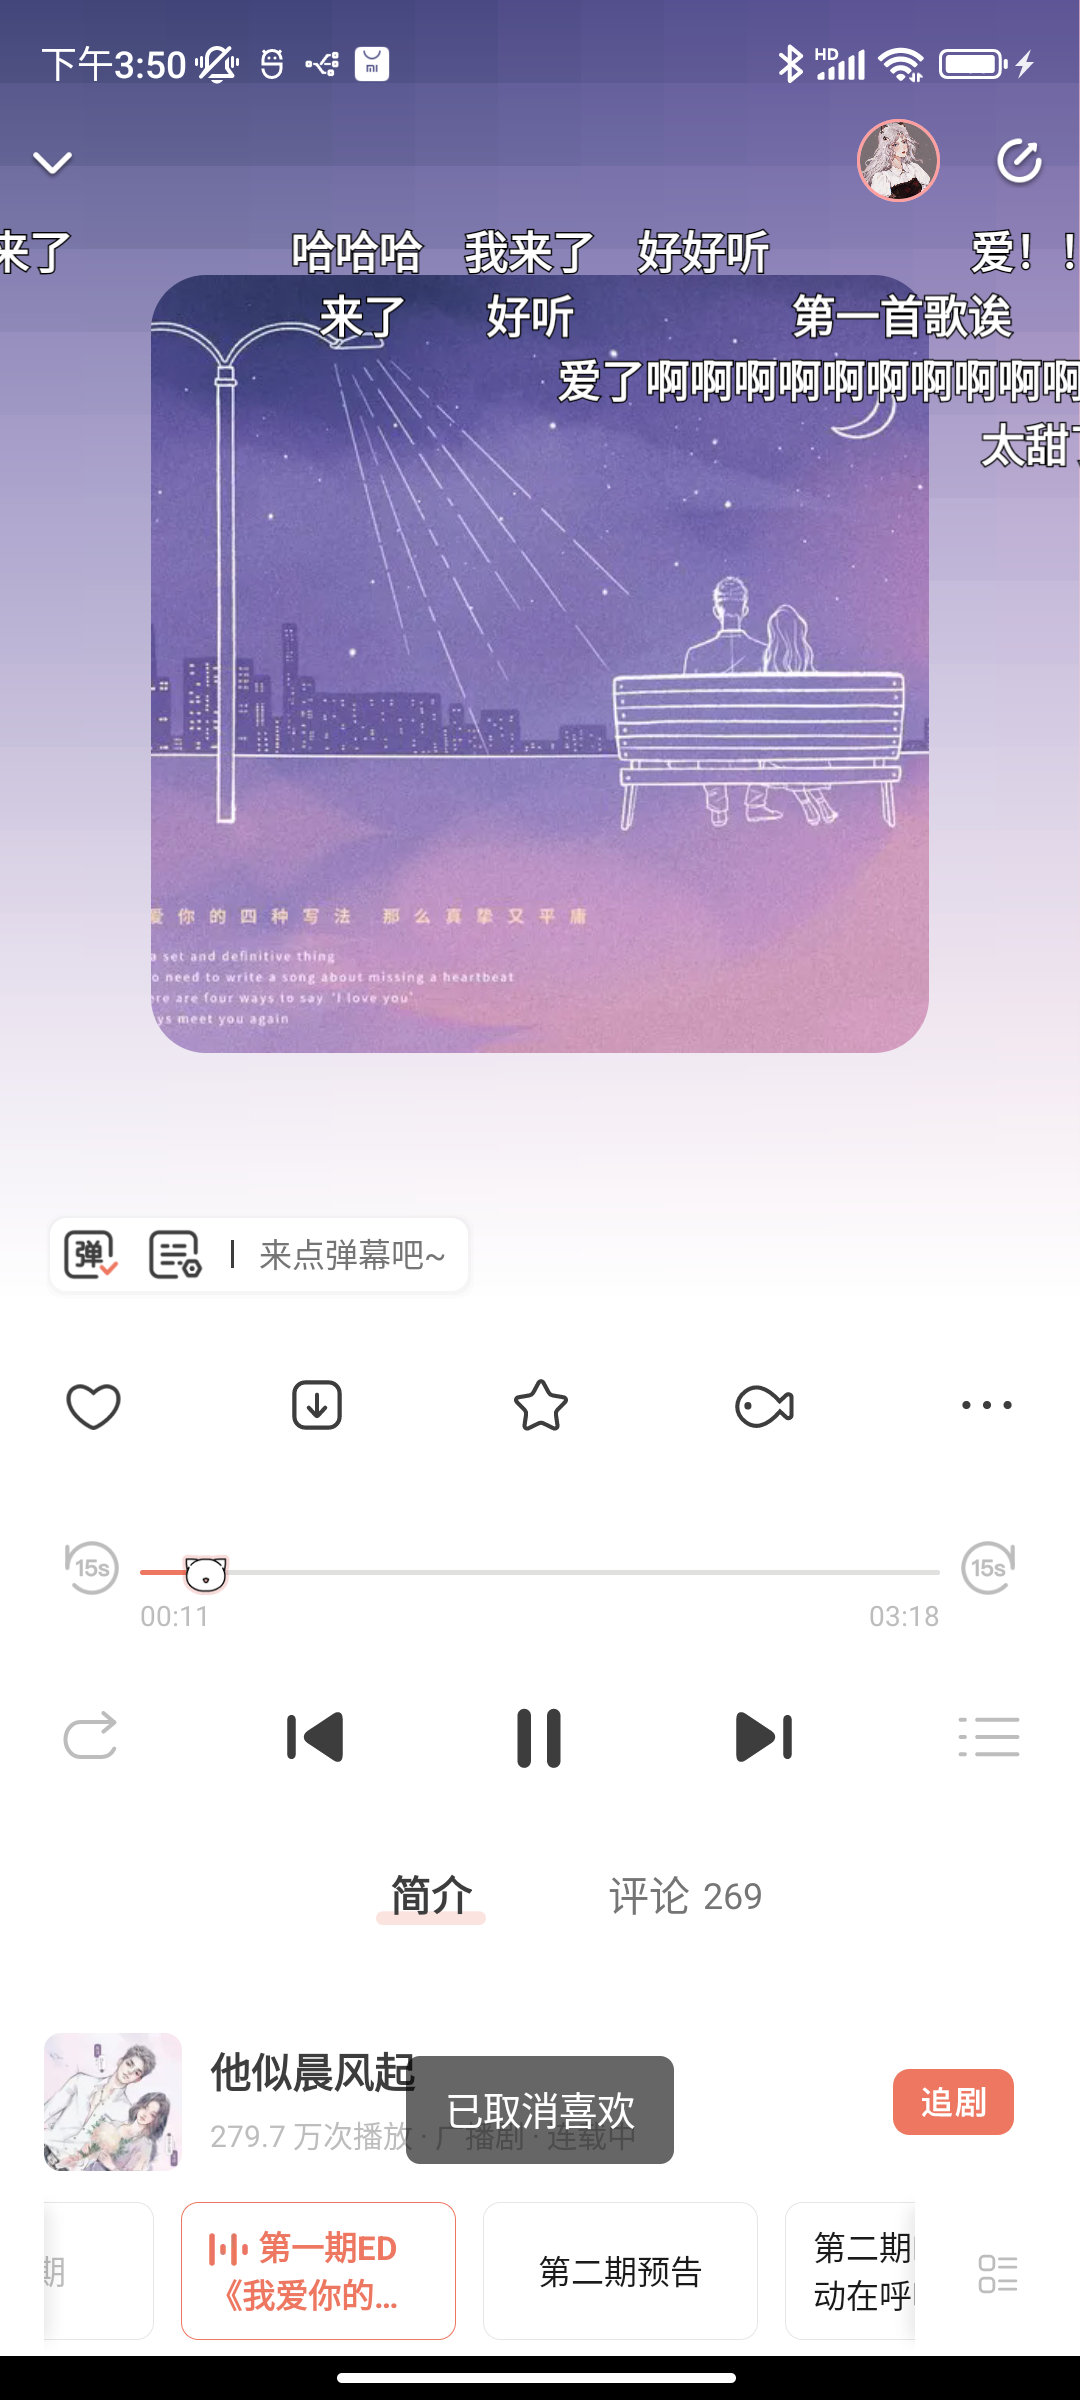 下午3:50
HD
来了 哈哈哈 我来了 好好听 爱！！
来了 好听 第一首歌诶
爱了啊啊啊啊啊啊啊啊啊啊
太甜了
爱你的四种写法 那么真挚又平庸
a set and definitive thing
o need to write a song about missing a heartbeat
ere are four ways to say 'I love you'
ys meet you again
弹
来点弹幕吧~
15s
15s
00:11
03:18
简介
评论 269
他似晨风起
追剧
279.7 万次播放 · 广播剧 · 连载中
已取消喜欢
期
第一期ED
《我爱你的...
第二期预告
第二期
动在呼